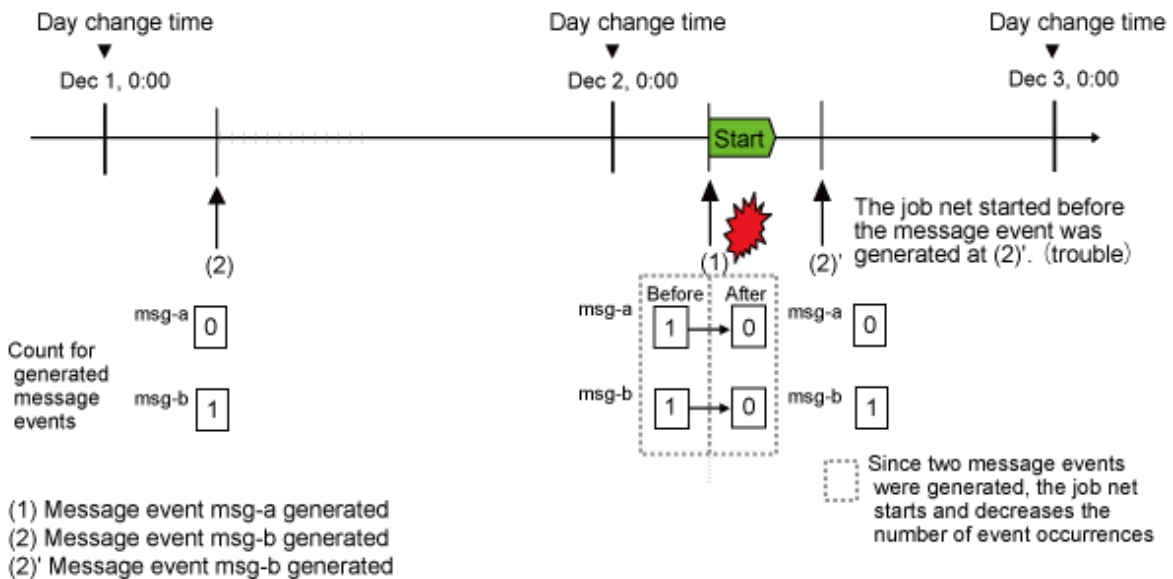 Day change time
Day change time
Day change time
Dec 1, 0:00
Dec 2, 0:00
Dec 3, 0:00
Start
(2)
(1)
(2)'
The job net started before
the message event was
generated at (2)'. (trouble)
Before
After
msg-a
0
msg-a
1
0
msg-a
0
Count for
generated
message
events
msg-b
1
msg-b
1
0
msg-b
1
Since two message events
were generated, the job net
starts and decreases the
number of event occurrences
(1) Message event msg-a generated
(2) Message event msg-b generated
(2)' Message event msg-b generated